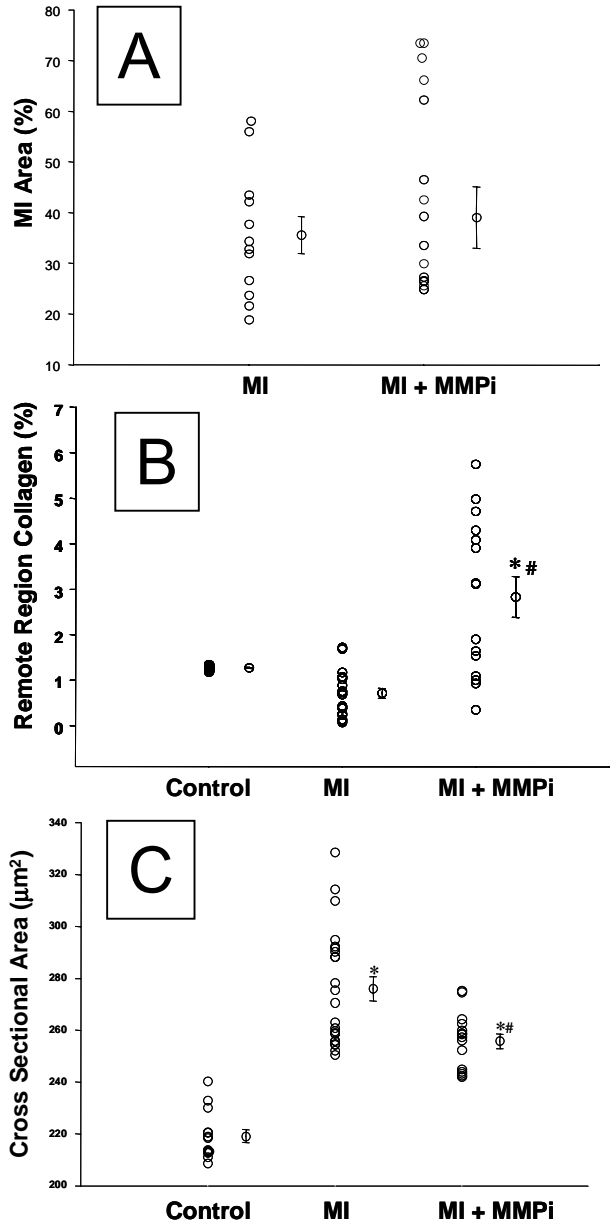 A
MI Area (%)
80
70
60
50
40
30
20
10
MI
MI + MMPi
B
Remote Region Collagen (%)
7
6
5
4
3
2
1
0
* #
Control
MI
MI + MMPi
C
Cross Sectional Area (μm²)
340
320
300
280
260
240
220
200
*
*#
Control
MI
MI + MMPi